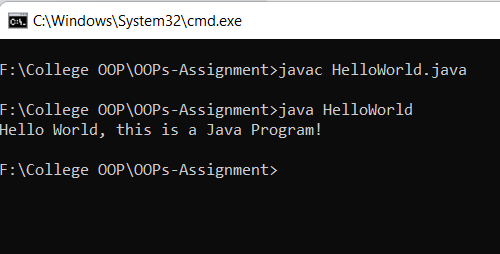 C:\Windows\System32\cmd.exe
F:\College OOP\OOPs-Assignment>javac HelloWorld.java
F:\College OOP\OOPs-Assignment>java HelloWorld
Hello World, this is a Java Program!
F:\College OOP\OOPs-Assignment>